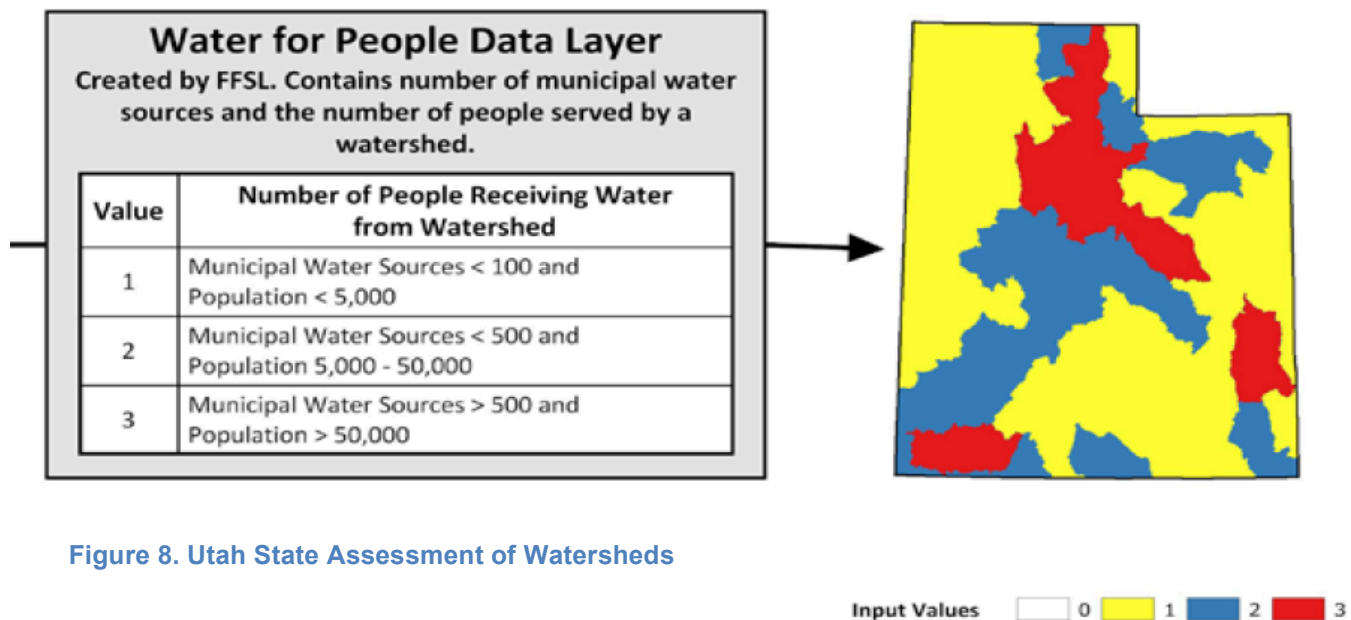 Water for People Data Layer
Created by FFSL. Contains number of municipal water
sources and the number of people served by a
watershed.
Value
Number of People Receiving Water
from Watershed
1
Municipal Water Sources < 100 and
Population < 5,000
2
Municipal Water Sources < 500 and
Population 5,000 - 50,000
3
Municipal Water Sources > 500 and
Population > 50,000
Figure 8. Utah State Assessment of Watersheds
Input Values 0 1 2 3